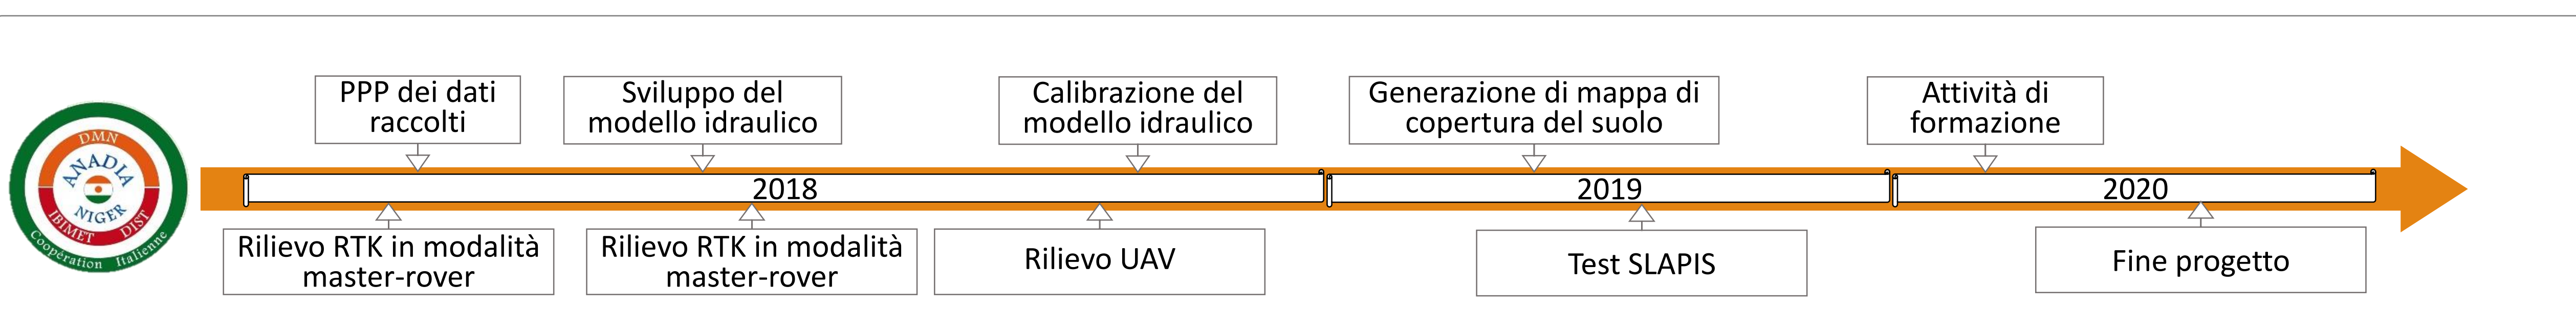 DMN
ANADIA
NIGER
IBIMET DIST
Coopération Italienne
PPP dei dati
raccolti
Sviluppo del
modello idraulico
Calibrazione del
modello idraulico
Generazione di mappa di
copertura del suolo
Attività di
formazione
2018
2019
2020
Rilievo RTK in modalità
master-rover
Rilievo RTK in modalità
master-rover
Rilievo UAV
Test SLAPIS
Fine progetto